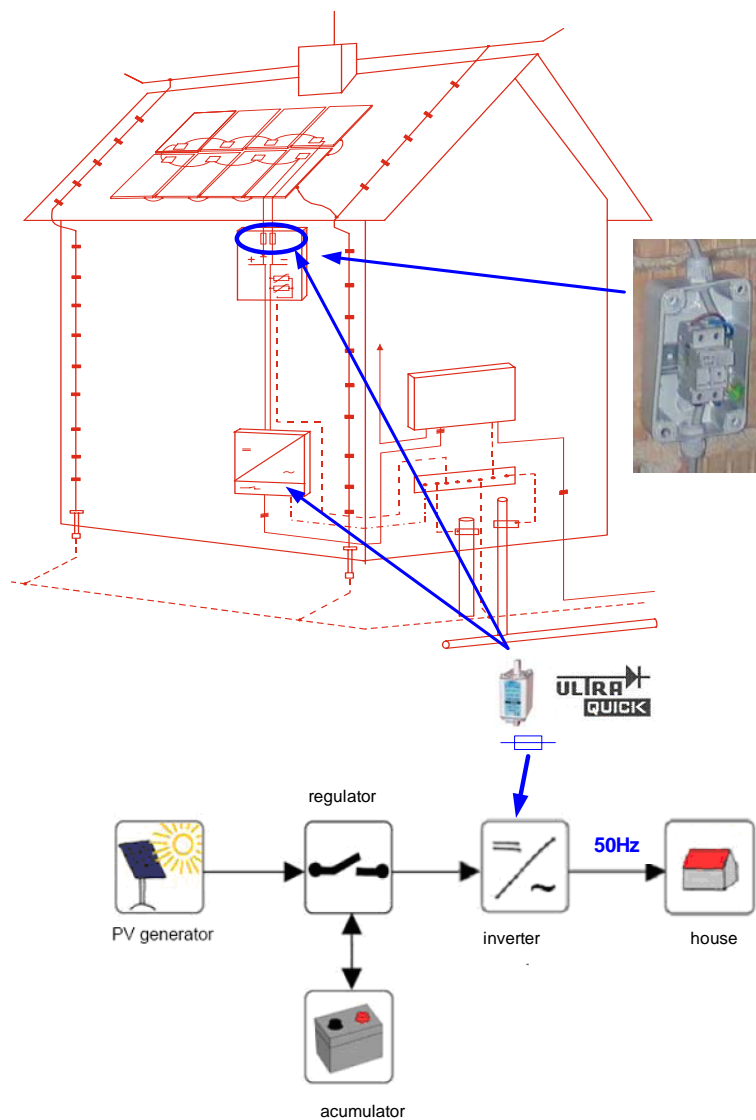 + −
=
~
ULTRA
QUICK
regulator
50Hz
=
~
PV generator
inverter
house
acumulator